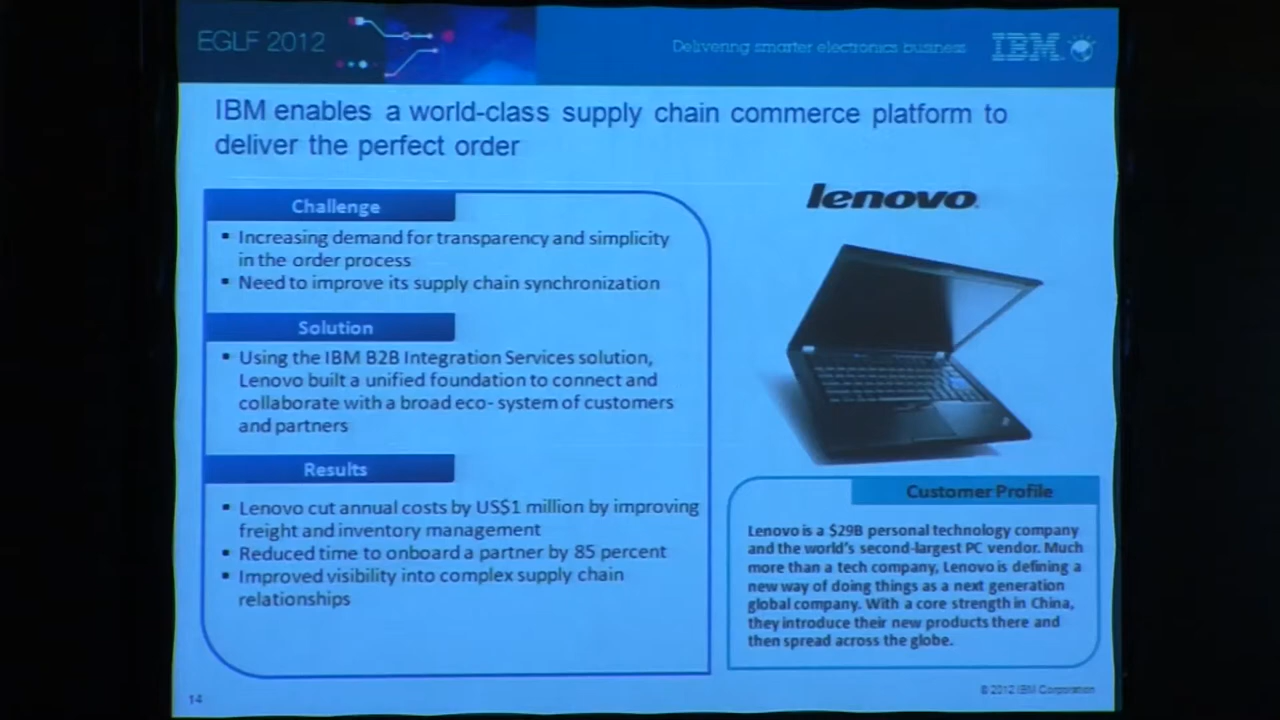 EGLF 2012
Delivering smarter electronics business
IBM
IBM enables a world-class supply chain commerce platform to
deliver the perfect order
lenovo
Challenge
▪ Increasing demand for transparency and simplicity
in the order process
▪ Need to improve its supply chain synchronization
Solution
▪ Using the IBM B2B Integration Services solution,
Lenovo built a unified foundation to connect and
collaborate with a broad eco- system of customers
and partners
Results
▪ Lenovo cut annual costs by US$1 million by improving
freight and inventory management
▪ Reduced time to onboard a partner by 85 percent
▪ Improved visibility into complex supply chain
relationships
Customer Profile
Lenovo is a $29B personal technology company
and the world's second-largest PC vendor. Much
more than a tech company, Lenovo is defining a
new way of doing things as a next generation
global company. With a core strength in China,
they introduce their new products there and
then spread across the globe.
14
© 2012 IBM Corporation